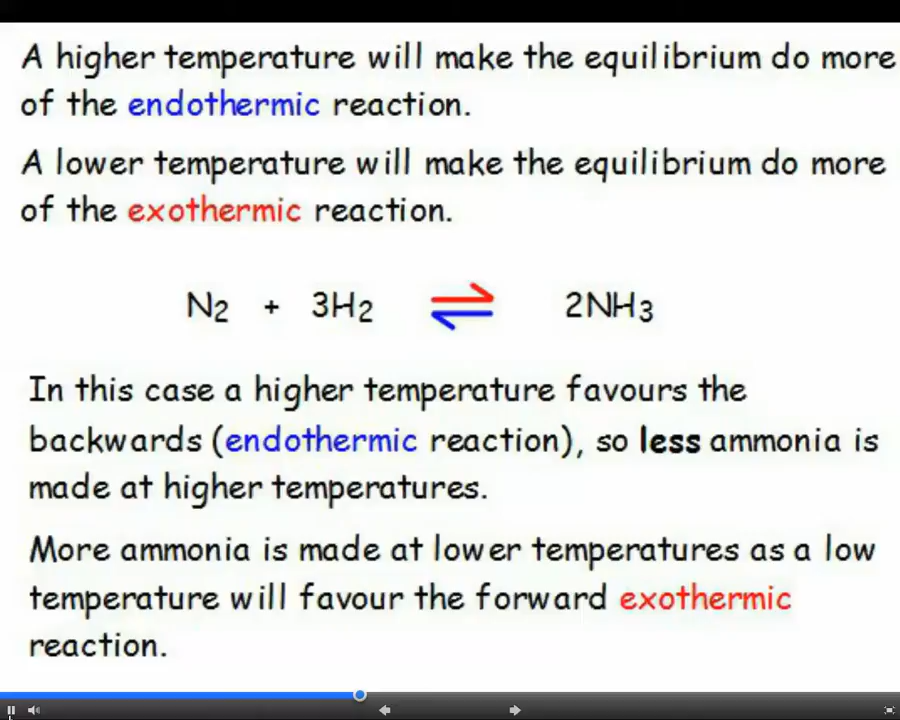 A higher temperature will make the equilibrium do more
of the endothermic reaction.
A lower temperature will make the equilibrium do more
of the exothermic reaction.
N₂ + 3H₂ ⇌ 2NH₃
In this case a higher temperature favours the
backwards (endothermic reaction), so less ammonia is
made at higher temperatures.
More ammonia is made at lower temperatures as a low
temperature will favour the forward exothermic
reaction.